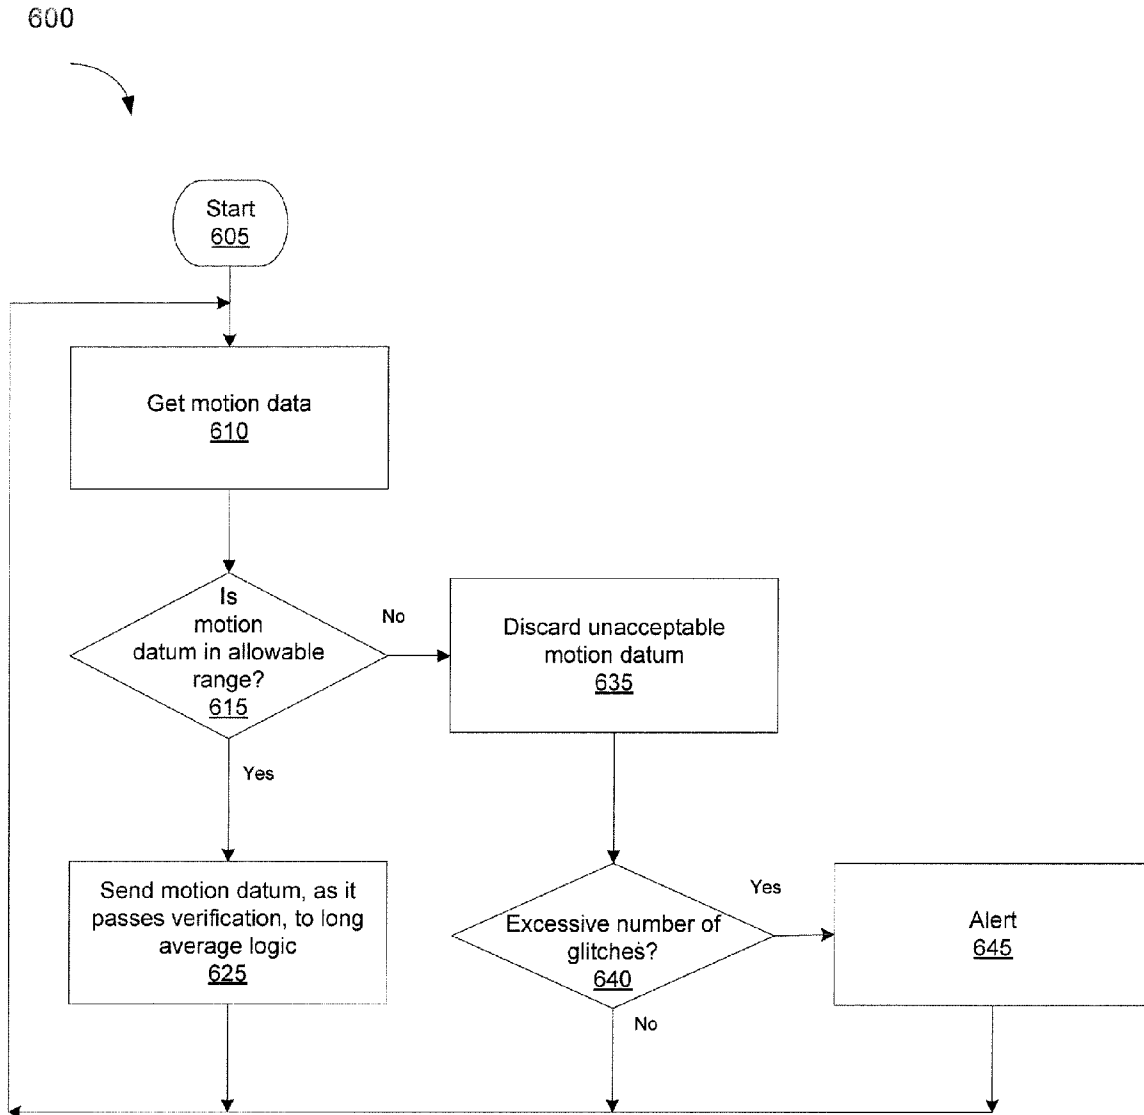 600
Start
605
Get motion data
610
Is
motion
datum in allowable
range?
615
No
Discard unacceptable
motion datum
635
Yes
Send motion datum, as it
passes verification, to long
average logic
625
Excessive number of
glitches?
640
Yes
Alert
645
No